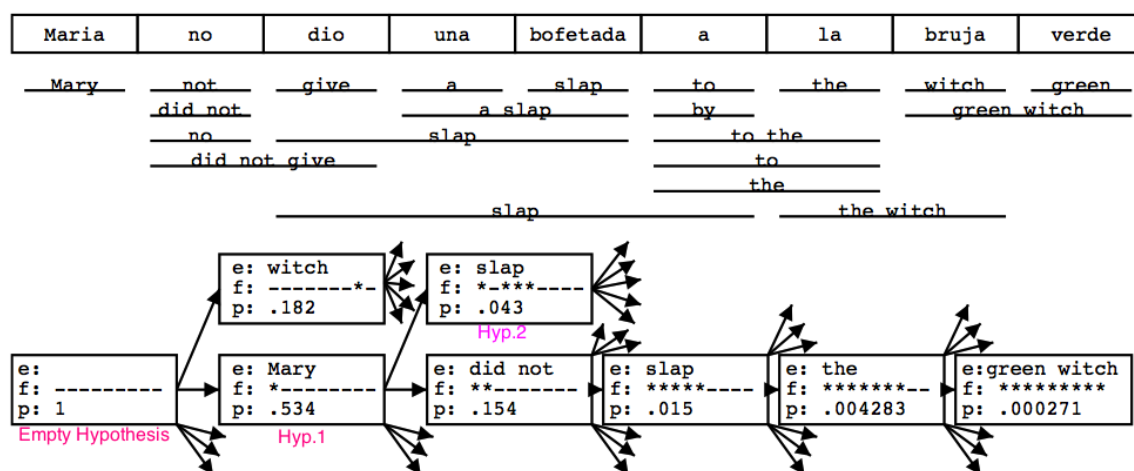 Maria no dio una bofetada a la bruja verde
Mary not give a slap to the witch green
did not a slap by green witch
no slap to the
did not give to
the
slap the witch
e: witch
f: -------*-
p: .182
e: slap
f: *-***----
p: .043
Hyp.2
e:
f: ---------
p: 1
Empty Hypothesis
e: Mary
f: *--------
p: .534
Hyp.1
e: did not
f: **-------
p: .154
e: slap
f: *****----
p: .015
e: the
f: *******--
p: .004283
e:green witch
f: *********
p: .000271